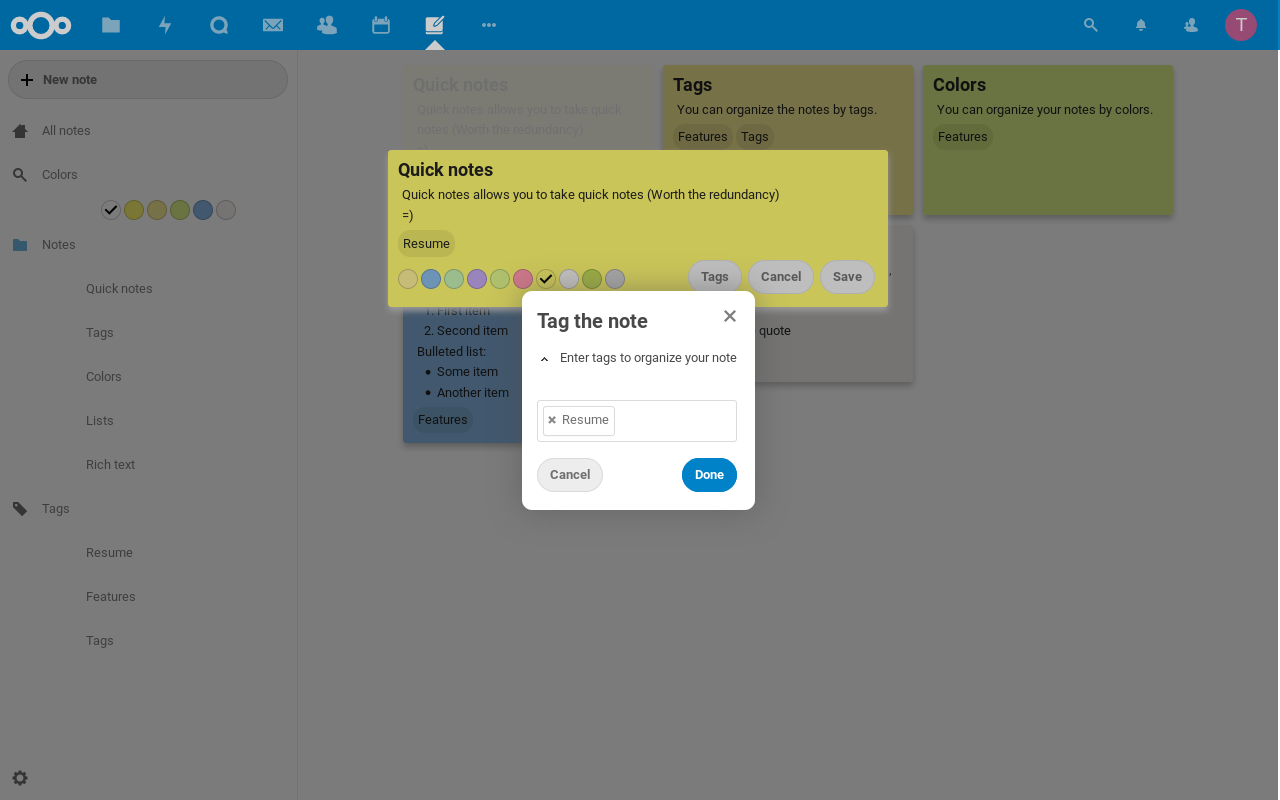 T
New note
All notes
Colors
Notes
Quick notes
Tags
Colors
Lists
Rich text
Tags
Resume
Features
Tags
Quick notes
Quick notes allows you to take quick
notes (Worth the redundancy)
Tags
You can organize the notes by tags.
Features Tags
Colors
You can organize your notes by colors.
Features
Quick notes
Quick notes allows you to take quick notes (Worth the redundancy)
=)
Resume
Tags Cancel Save
1. First item
2. Second item
Bulleted list:
Some item
Another item
Features
quote
Tag the note
Enter tags to organize your note
Resume
Cancel Done